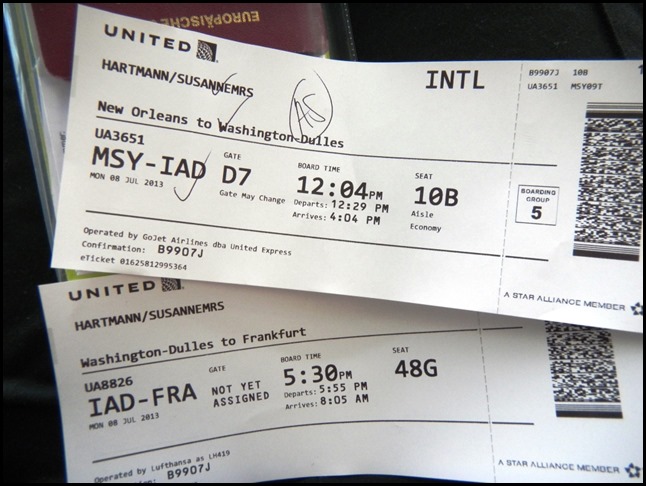 EUROPÄISCHE
UNITED
HARTMANN/SUSANNEMRS
INTL
B9907J 10B
UA3651 MSY09T
AS
New Orleans to Washington-Dulles
UA3651
MSY-IAD
MON 08 JUL 2013
GATE
D7
Gate May Change
BOARD TIME
12:04PM
Departs: 12:29 PM
Arrives: 4:04 PM
SEAT
10B
Aisle
Economy
BOARDING
GROUP
5
Operated by GoJet Airlines dba United Express
Confirmation: B9907J
eTicket 01625812995364
A STAR ALLIANCE MEMBER
UNITED
HARTMANN/SUSANNEMRS
Washington-Dulles to Frankfurt
UA8826
IAD-FRA
MON 08 JUL 2013
GATE
NOT YET
ASSIGNED
BOARD TIME
5:30PM
Departs: 5:55 PM
Arrives: 8:05 AM
SEAT
48G
Operated by Lufthansa as LH419
B9907J
A STAR ALLIANCE MEMBER